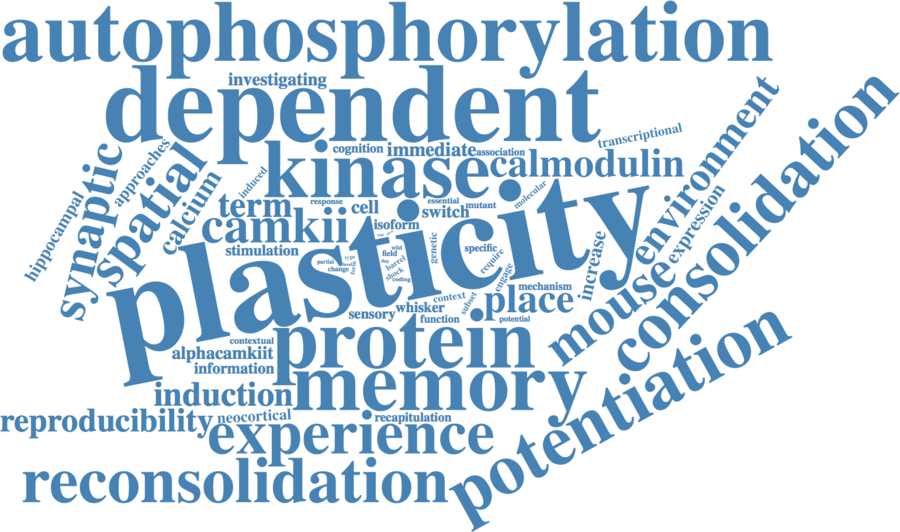 autophosphorylation
investigating
dependent
transcriptional
cognition
immediate
association
kinase
calmodulin
environment
consolidation
synaptic
approaches
spatial
hippocampal
calcium
induced
term
response
cell
essential
mutant
molecular
switch
camkii
isoform
expression
stimulation
genetic
specific
require
plasticity
wild
field
type
partial
change
day
barrel
shock
coding
engage
increase
mouse
mechanism
context
subset
place
whisker
sensory
function
potential
contextual
alphacamkiit
protein
information
memory
induction
potentiation
reproducibility
neocortical
recapitulation
experience
reconsolidation